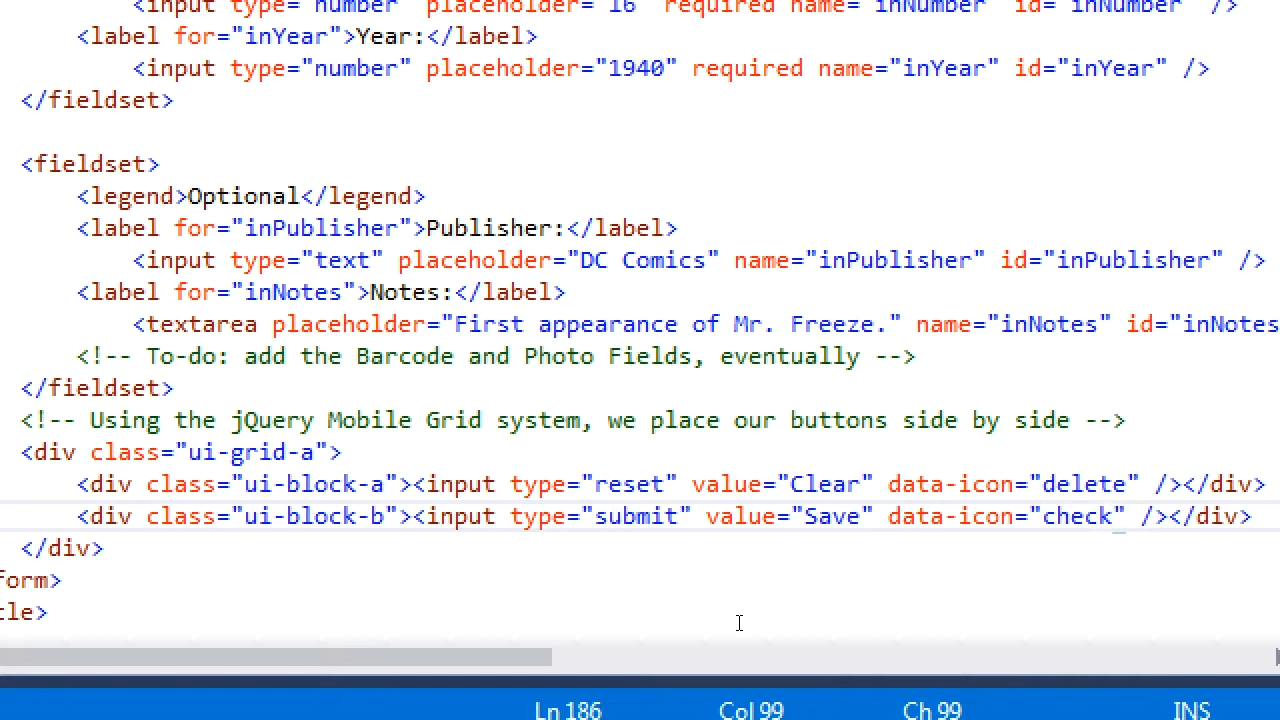 <input type="number" placeholder="16" required name="inNumber" id="inNumber" />
<label for="inYear">Year:</label>
<input type="number" placeholder="1940" required name="inYear" id="inYear" />
</fieldset>
<fieldset>
<legend>Optional</legend>
<label for="inPublisher">Publisher:</label>
<input type="text" placeholder="DC Comics" name="inPublisher" id="inPublisher" />
<label for="inNotes">Notes:</label>
<textarea placeholder="First appearance of Mr. Freeze." name="inNotes" id="inNotes
<!-- To-do: add the Barcode and Photo Fields, eventually -->
</fieldset>
<!-- Using the jQuery Mobile Grid system, we place our buttons side by side -->
<div class="ui-grid-a">
<div class="ui-block-a"><input type="reset" value="Clear" data-icon="delete" /></div>
<div class="ui-block-b"><input type="submit" value="Save" data-icon="check" /></div>
</div>
form>
cle>
Ln 186 Col 99 Ch 99 INS